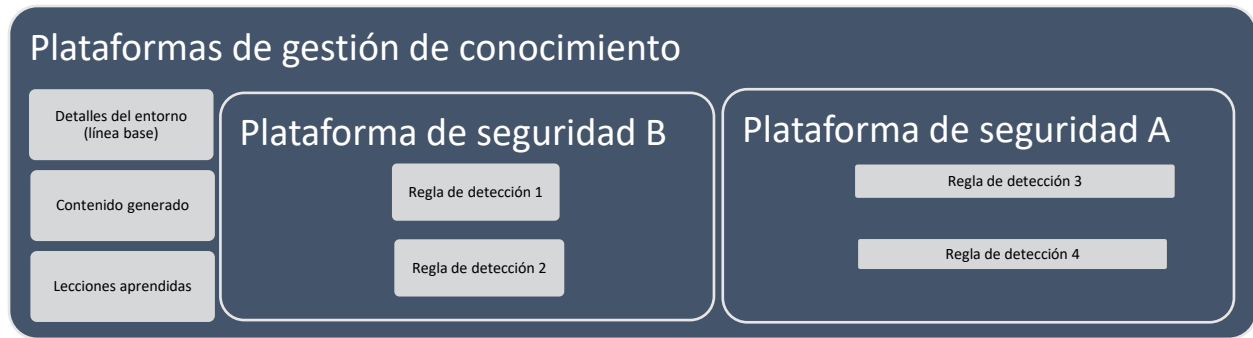 Plataformas de gestión de conocimiento
Detalles del entorno
(línea base)
Contenido generado
Lecciones aprendidas
Plataforma de seguridad B
Regla de detección 1
Regla de detección 2
Plataforma de seguridad A
Regla de detección 3
Regla de detección 4